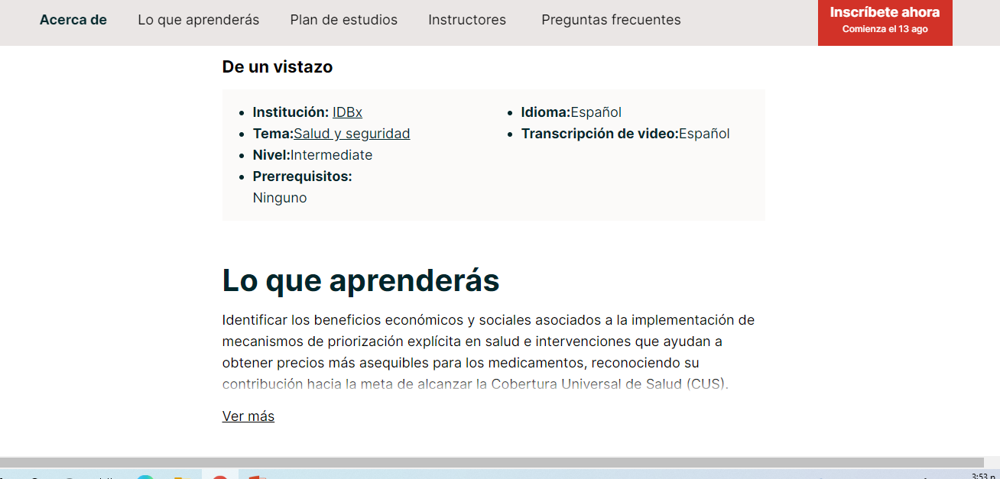 Acerca de Lo que aprenderás Plan de estudios Instructores Preguntas frecuentes Inscríbete ahora
Comienza el 13 ago
De un vistazo
Institución: IDBx
Tema:Salud y seguridad
Nivel:Intermediate
Prerrequisitos:
Ninguno
Idioma:Español
Transcripción de video:Español
Lo que aprenderás
Identificar los beneficios económicos y sociales asociados a la implementación de
mecanismos de priorización explícita en salud e intervenciones que ayudan a
obtener precios más asequibles para los medicamentos, reconociendo su
contribución hacia la meta de alcanzar la Cobertura Universal de Salud (CUS).
Ver más
3:53 p